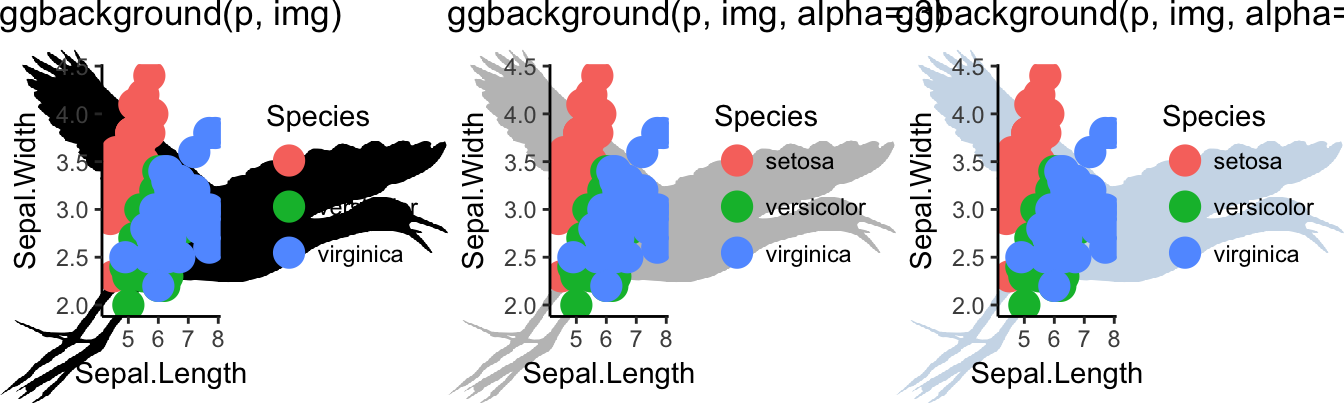 ggbackground(p, img)
Sepal.Width
4.5
4.0
3.5
3.0
2.5
2.0
5 6 7 8
Sepal.Length
Species
versicolor
virginica
ggbackground(p, img, alpha=.3)
4.5
4.0
3.5
3.0
2.5
2.0
Sepal.Width
5 6 7 8
Sepal.Length
Species
setosa
versicolor
virginica
ggbackground(p, img, alpha=
4.5
4.0
3.5
3.0
2.5
2.0
Sepal.Width
5 6 7 8
Sepal.Length
Species
setosa
versicolor
virginica